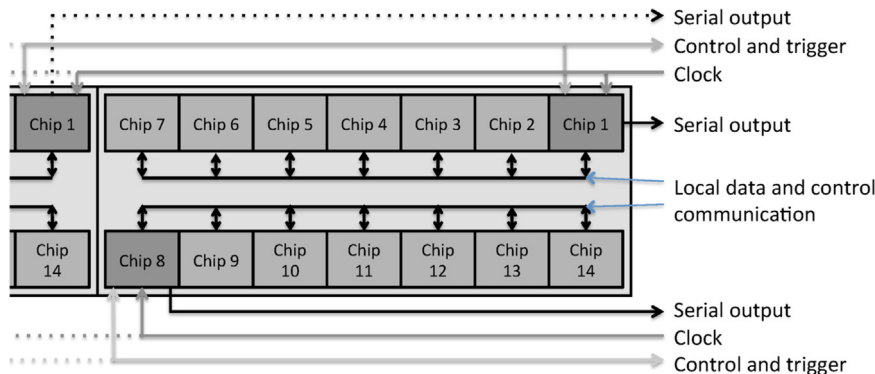 Serial output
Control and trigger
Clock
Chip 1
Chip 7
Chip 6
Chip 5
Chip 4
Chip 3
Chip 2
Chip 1
Serial output
Local data and control
communication
Chip
14
Chip 8
Chip 9
Chip
10
Chip
11
Chip
12
Chip
13
Chip
14
Serial output
Clock
Control and trigger